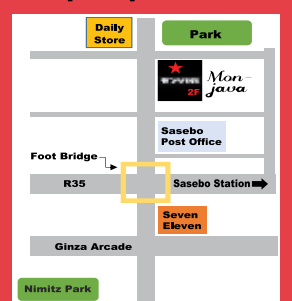 Daily
Store
Park
2F
Mon-
java
Sasebo
Post Office
Foot Bridge
R35
Sasebo Station
Seven
Eleven
Ginza Arcade
Nimitz Park